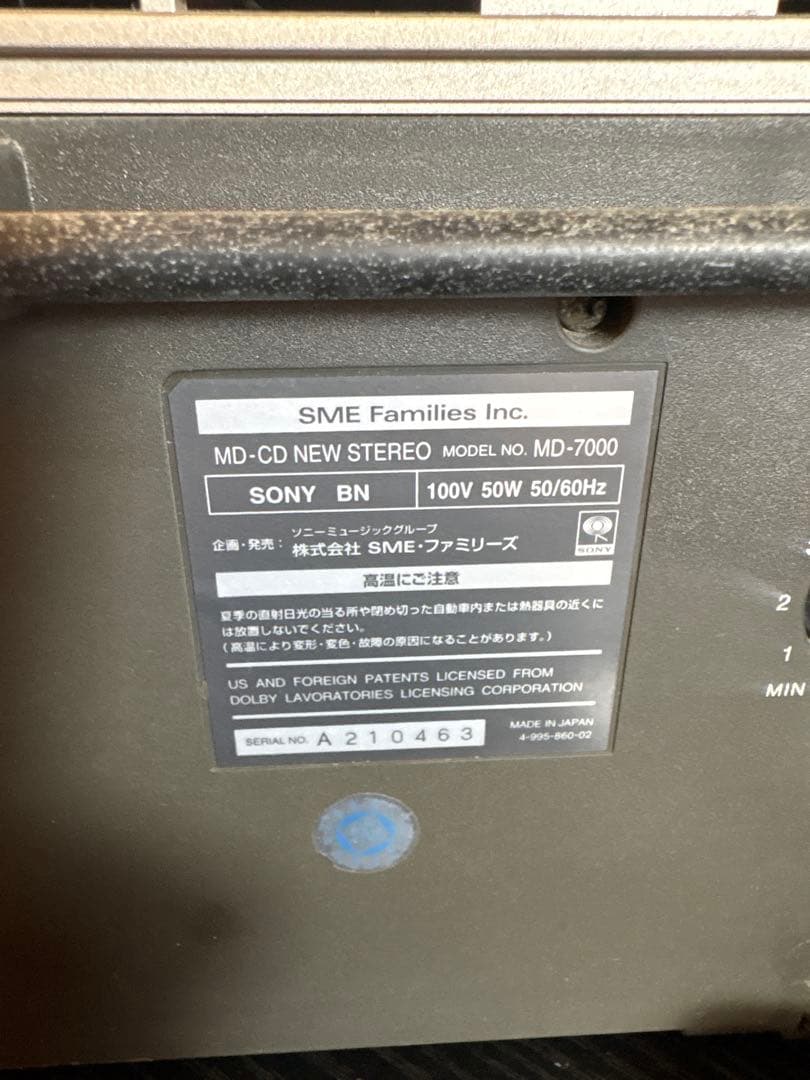 SME Families Inc.
MD-CD NEW STEREO MODEL NO. MD-7000
SONY BN 100V 50W 50/60Hz
ソニーミュージックグループ
企画・発売: 株式会社 SME・ファミリーズ
SONY
高温にご注意
夏季の直射日光の当る所や閉め切った自動車内または熱器具の近くに
は放置しないでください。
(高温により変形・変色・故障の原因になることがあります。)
US AND FOREIGN PATENTS LICENSED FROM
DOLBY LAVORATORIES LICENSING CORPORATION
SERIAL NO. A 210463
MADE IN JAPAN
4-995-860-02
2
1
MIN